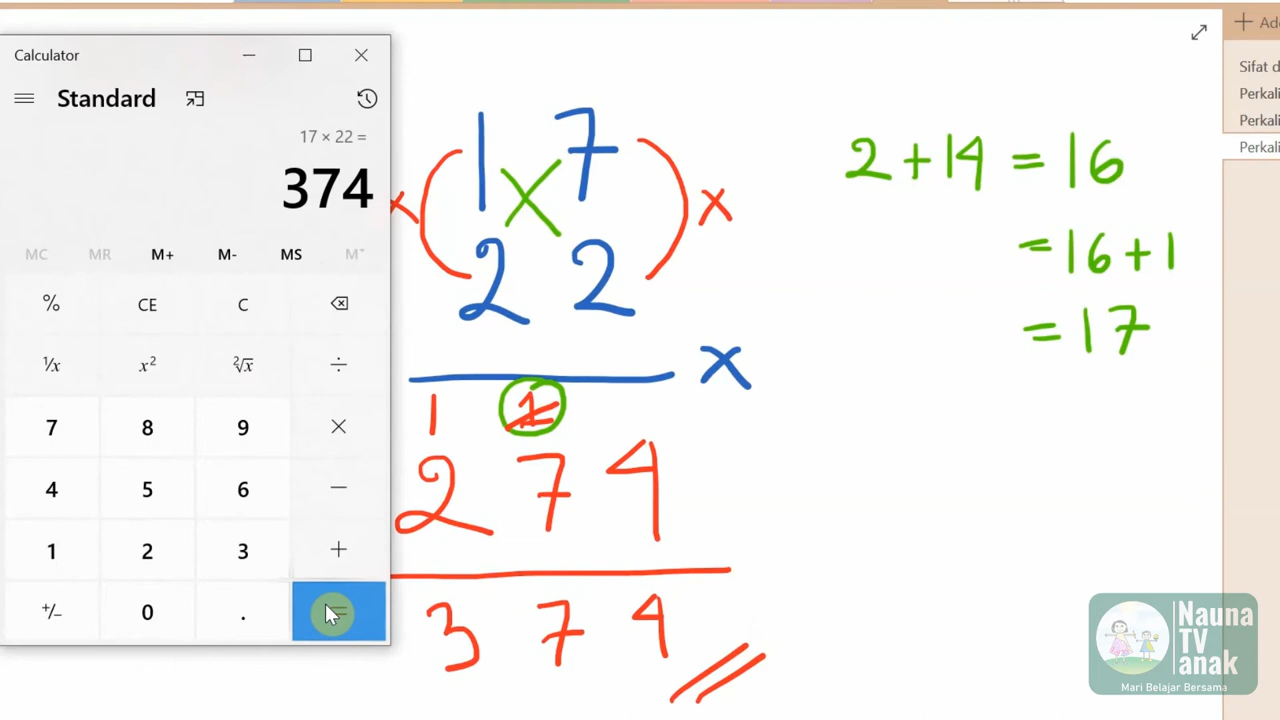 Calculator
Standard
17 × 22 =
374
MC MR M+ M- MS M˅
% CE C
¹/x x² ²√x ÷
7 8 9 ×
4 5 6 −
1 2 3 +
+/− 0 . =
1 7
× × ×
2 2
×
1 1
2 7 4
3 7 4
2 + 14 = 16
= 16 + 1
= 17
+ Ad
Sifat d
Perkali
Perkali
Perkali
Nauna
TV
anak
Mari Belajar Bersama